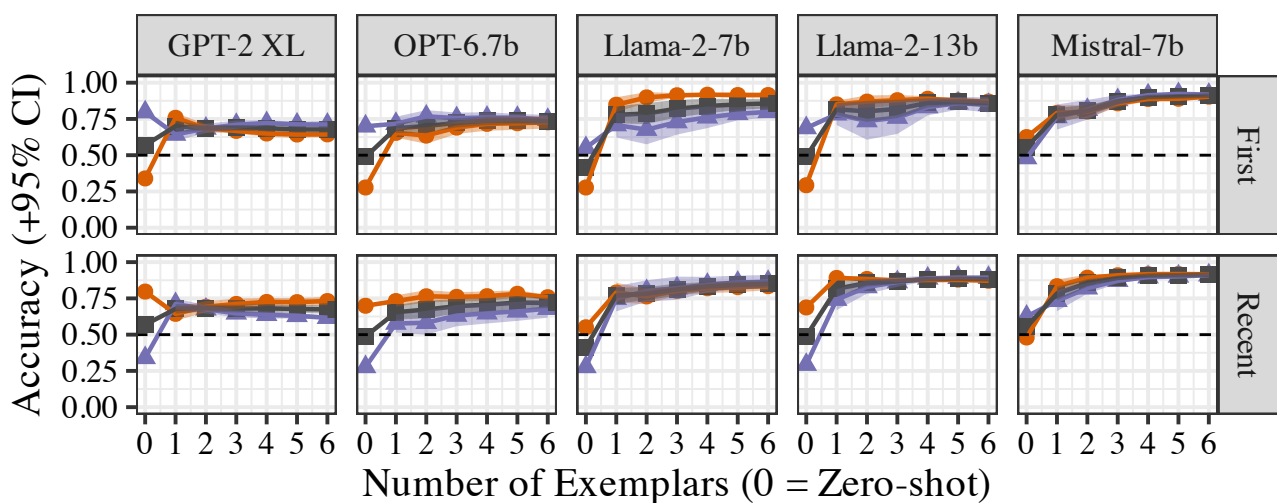 GPT-2 XL OPT-6.7b Llama-2-7b Llama-2-13b Mistral-7b
Accuracy (+95% CI)
1.00
0.75
0.50
0.25
0.00
First
1.00
0.75
0.50
0.25
0.00
Recent
0 1 2 3 4 5 6 0 1 2 3 4 5 6 0 1 2 3 4 5 6 0 1 2 3 4 5 6 0 1 2 3 4 5 6
Number of Exemplars (0 = Zero-shot)